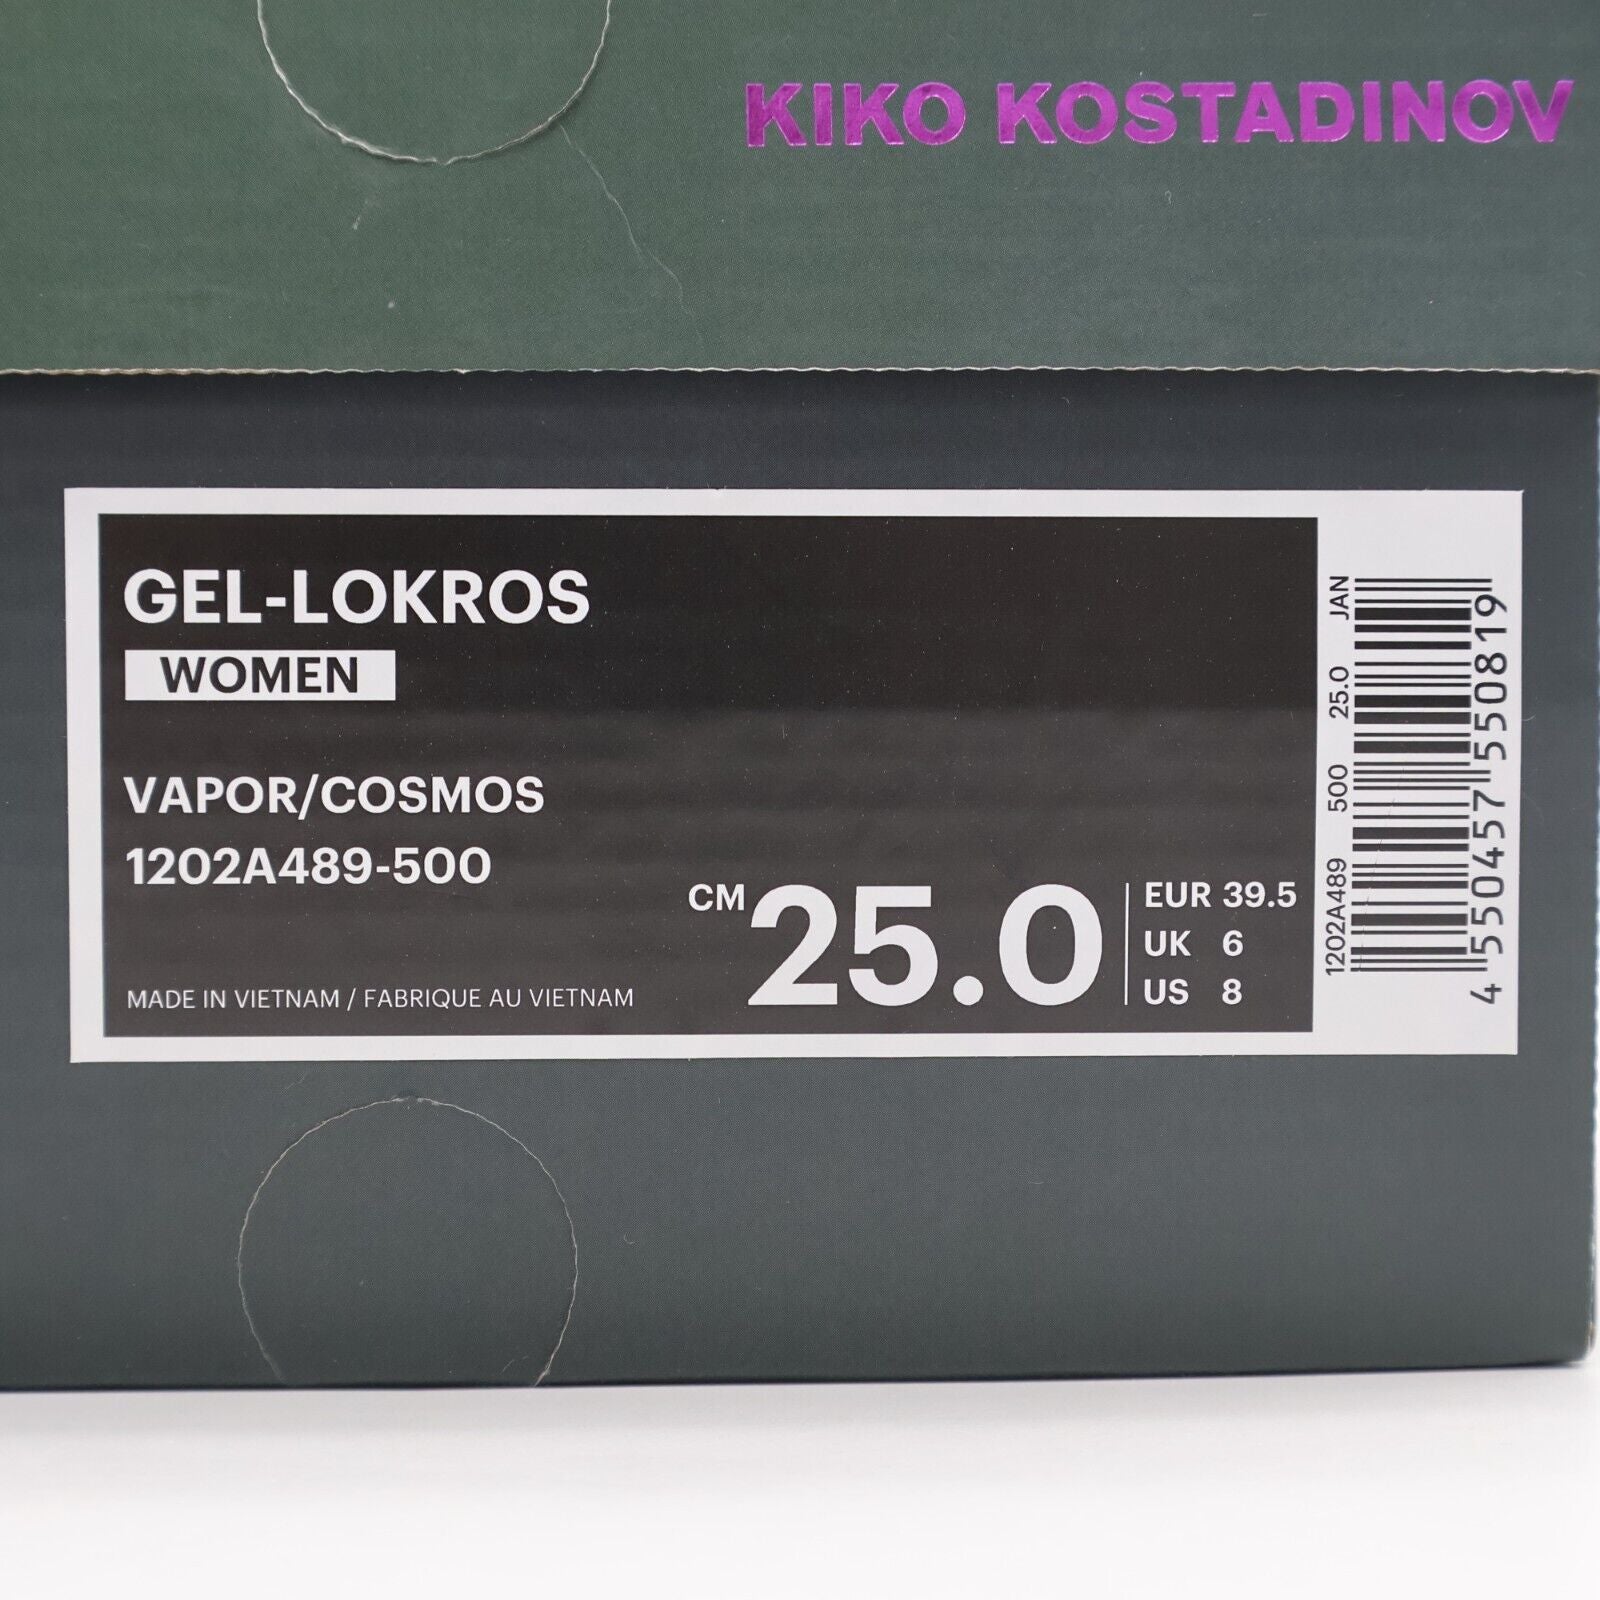 KIKO KOSTADINOV
GEL-LOKROS
WOMEN
VAPOR/COSMOS
1202A489-500
MADE IN VIETNAM / FABRIQUE AU VIETNAM
CM 25.0
EUR 39.5
UK 6
US 8
1202A489 500 25.0 JAN
4 550457 550819